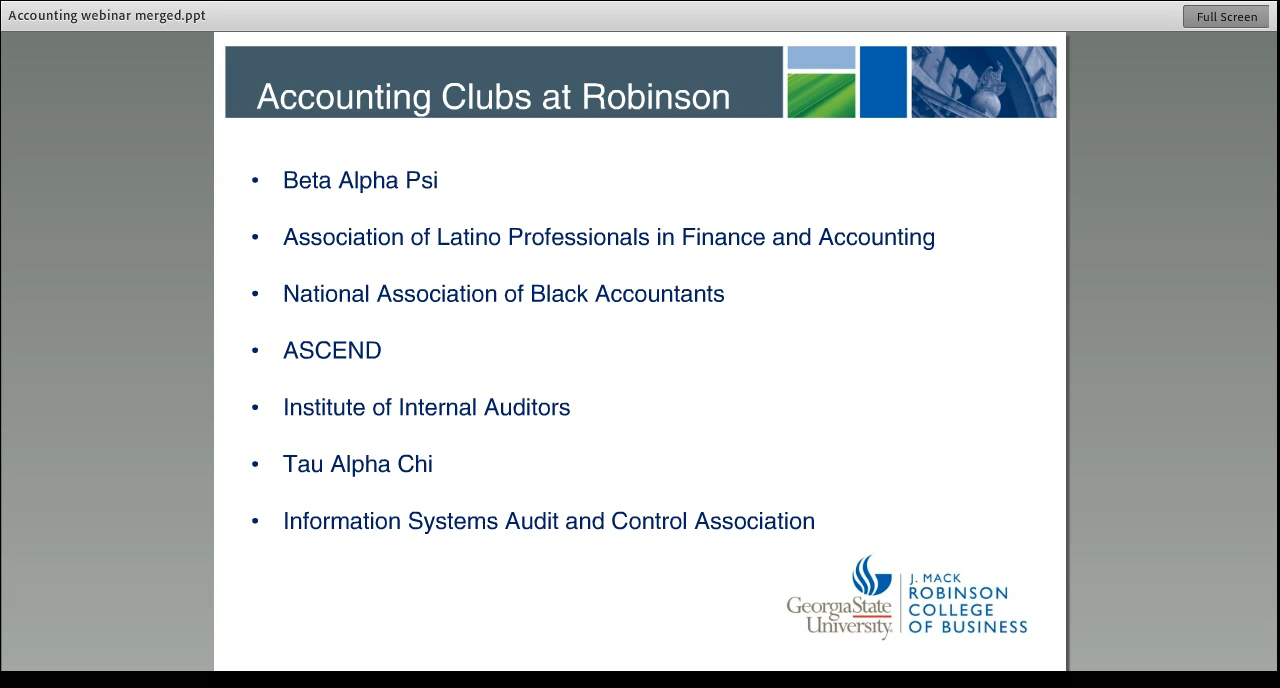 Accounting webinar merged.ppt
Full Screen
Accounting Clubs at Robinson
• Beta Alpha Psi
• Association of Latino Professionals in Finance and Accounting
• National Association of Black Accountants
• ASCEND
• Institute of Internal Auditors
• Tau Alpha Chi
• Information Systems Audit and Control Association
GeorgiaState
University
J. MACK
ROBINSON
COLLEGE
OF BUSINESS